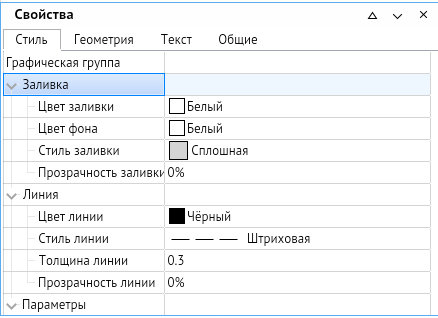 Свойства
Стиль Геометрия Текст Общие
Графическая группа
Заливка
Цвет заливки Белый
Цвет фона Белый
Стиль заливки Сплошная
Прозрачность заливки 0%
Линия
Цвет линии Чёрный
Стиль линии Штриховая
Толщина линии 0.3
Прозрачность линии 0%
Параметры